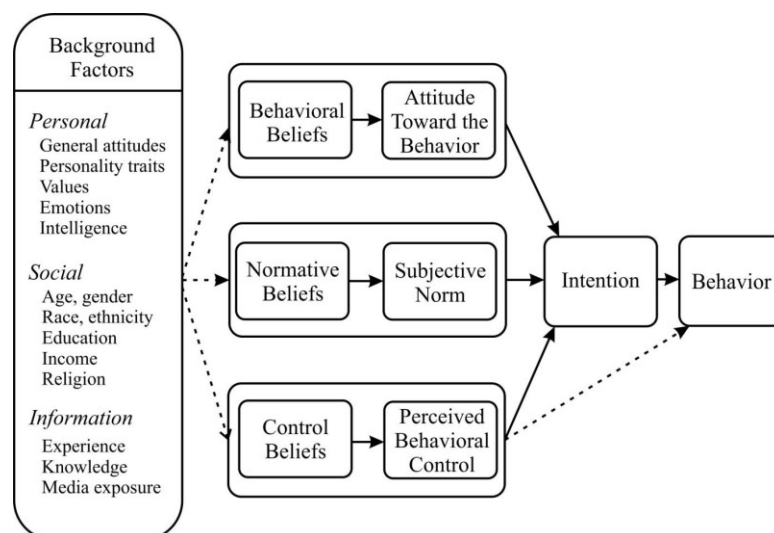 Background
Factors
Personal
General attitudes
Personality traits
Values
Emotions
Intelligence
Social
Age, gender
Race, ethnicity
Education
Income
Religion
Information
Experience
Knowledge
Media exposure
Behavioral
Beliefs
Attitude
Toward the
Behavior
Normative
Beliefs
Subjective
Norm
Control
Beliefs
Perceived
Behavioral
Control
Intention
Behavior